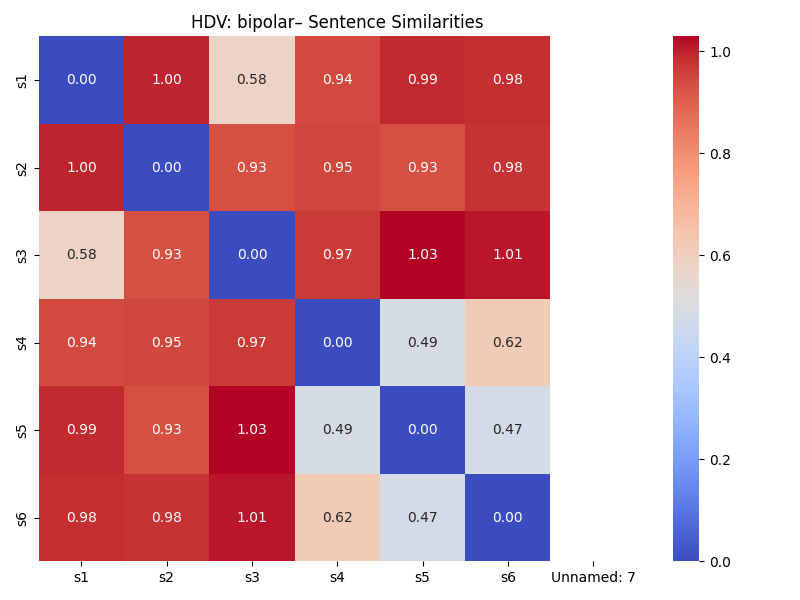 HDV: bipolar– Sentence Similarities
s1 0.00 1.00 0.58 0.94 0.99 0.98
s2 1.00 0.00 0.93 0.95 0.93 0.98
s3 0.58 0.93 0.00 0.97 1.03 1.01
s4 0.94 0.95 0.97 0.00 0.49 0.62
s5 0.99 0.93 1.03 0.49 0.00 0.47
s6 0.98 0.98 1.01 0.62 0.47 0.00
s1 s2 s3 s4 s5 s6 Unnamed: 7
1.0
0.8
0.6
0.4
0.2
0.0